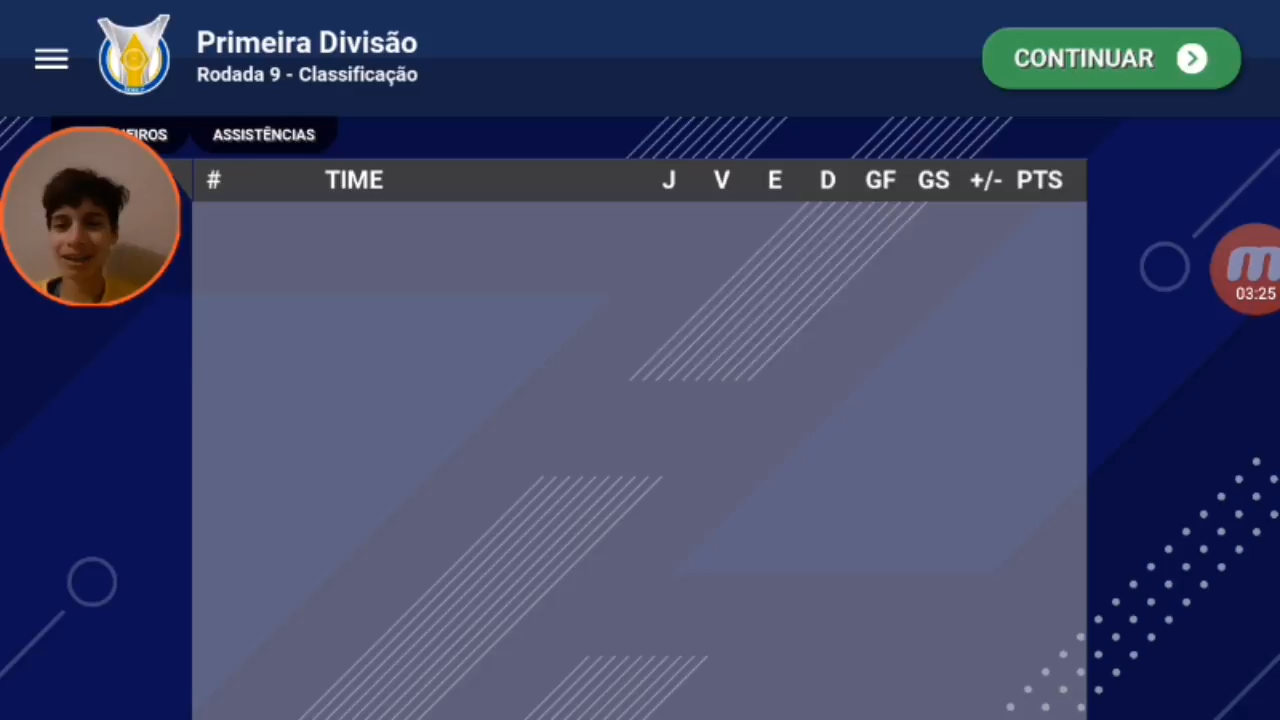 Primeira Divisão
Rodada 9 - Classificação
CONTINUAR
ASSISTÊNCIAS
# TIME J V E D GF GS +/- PTS
03:25